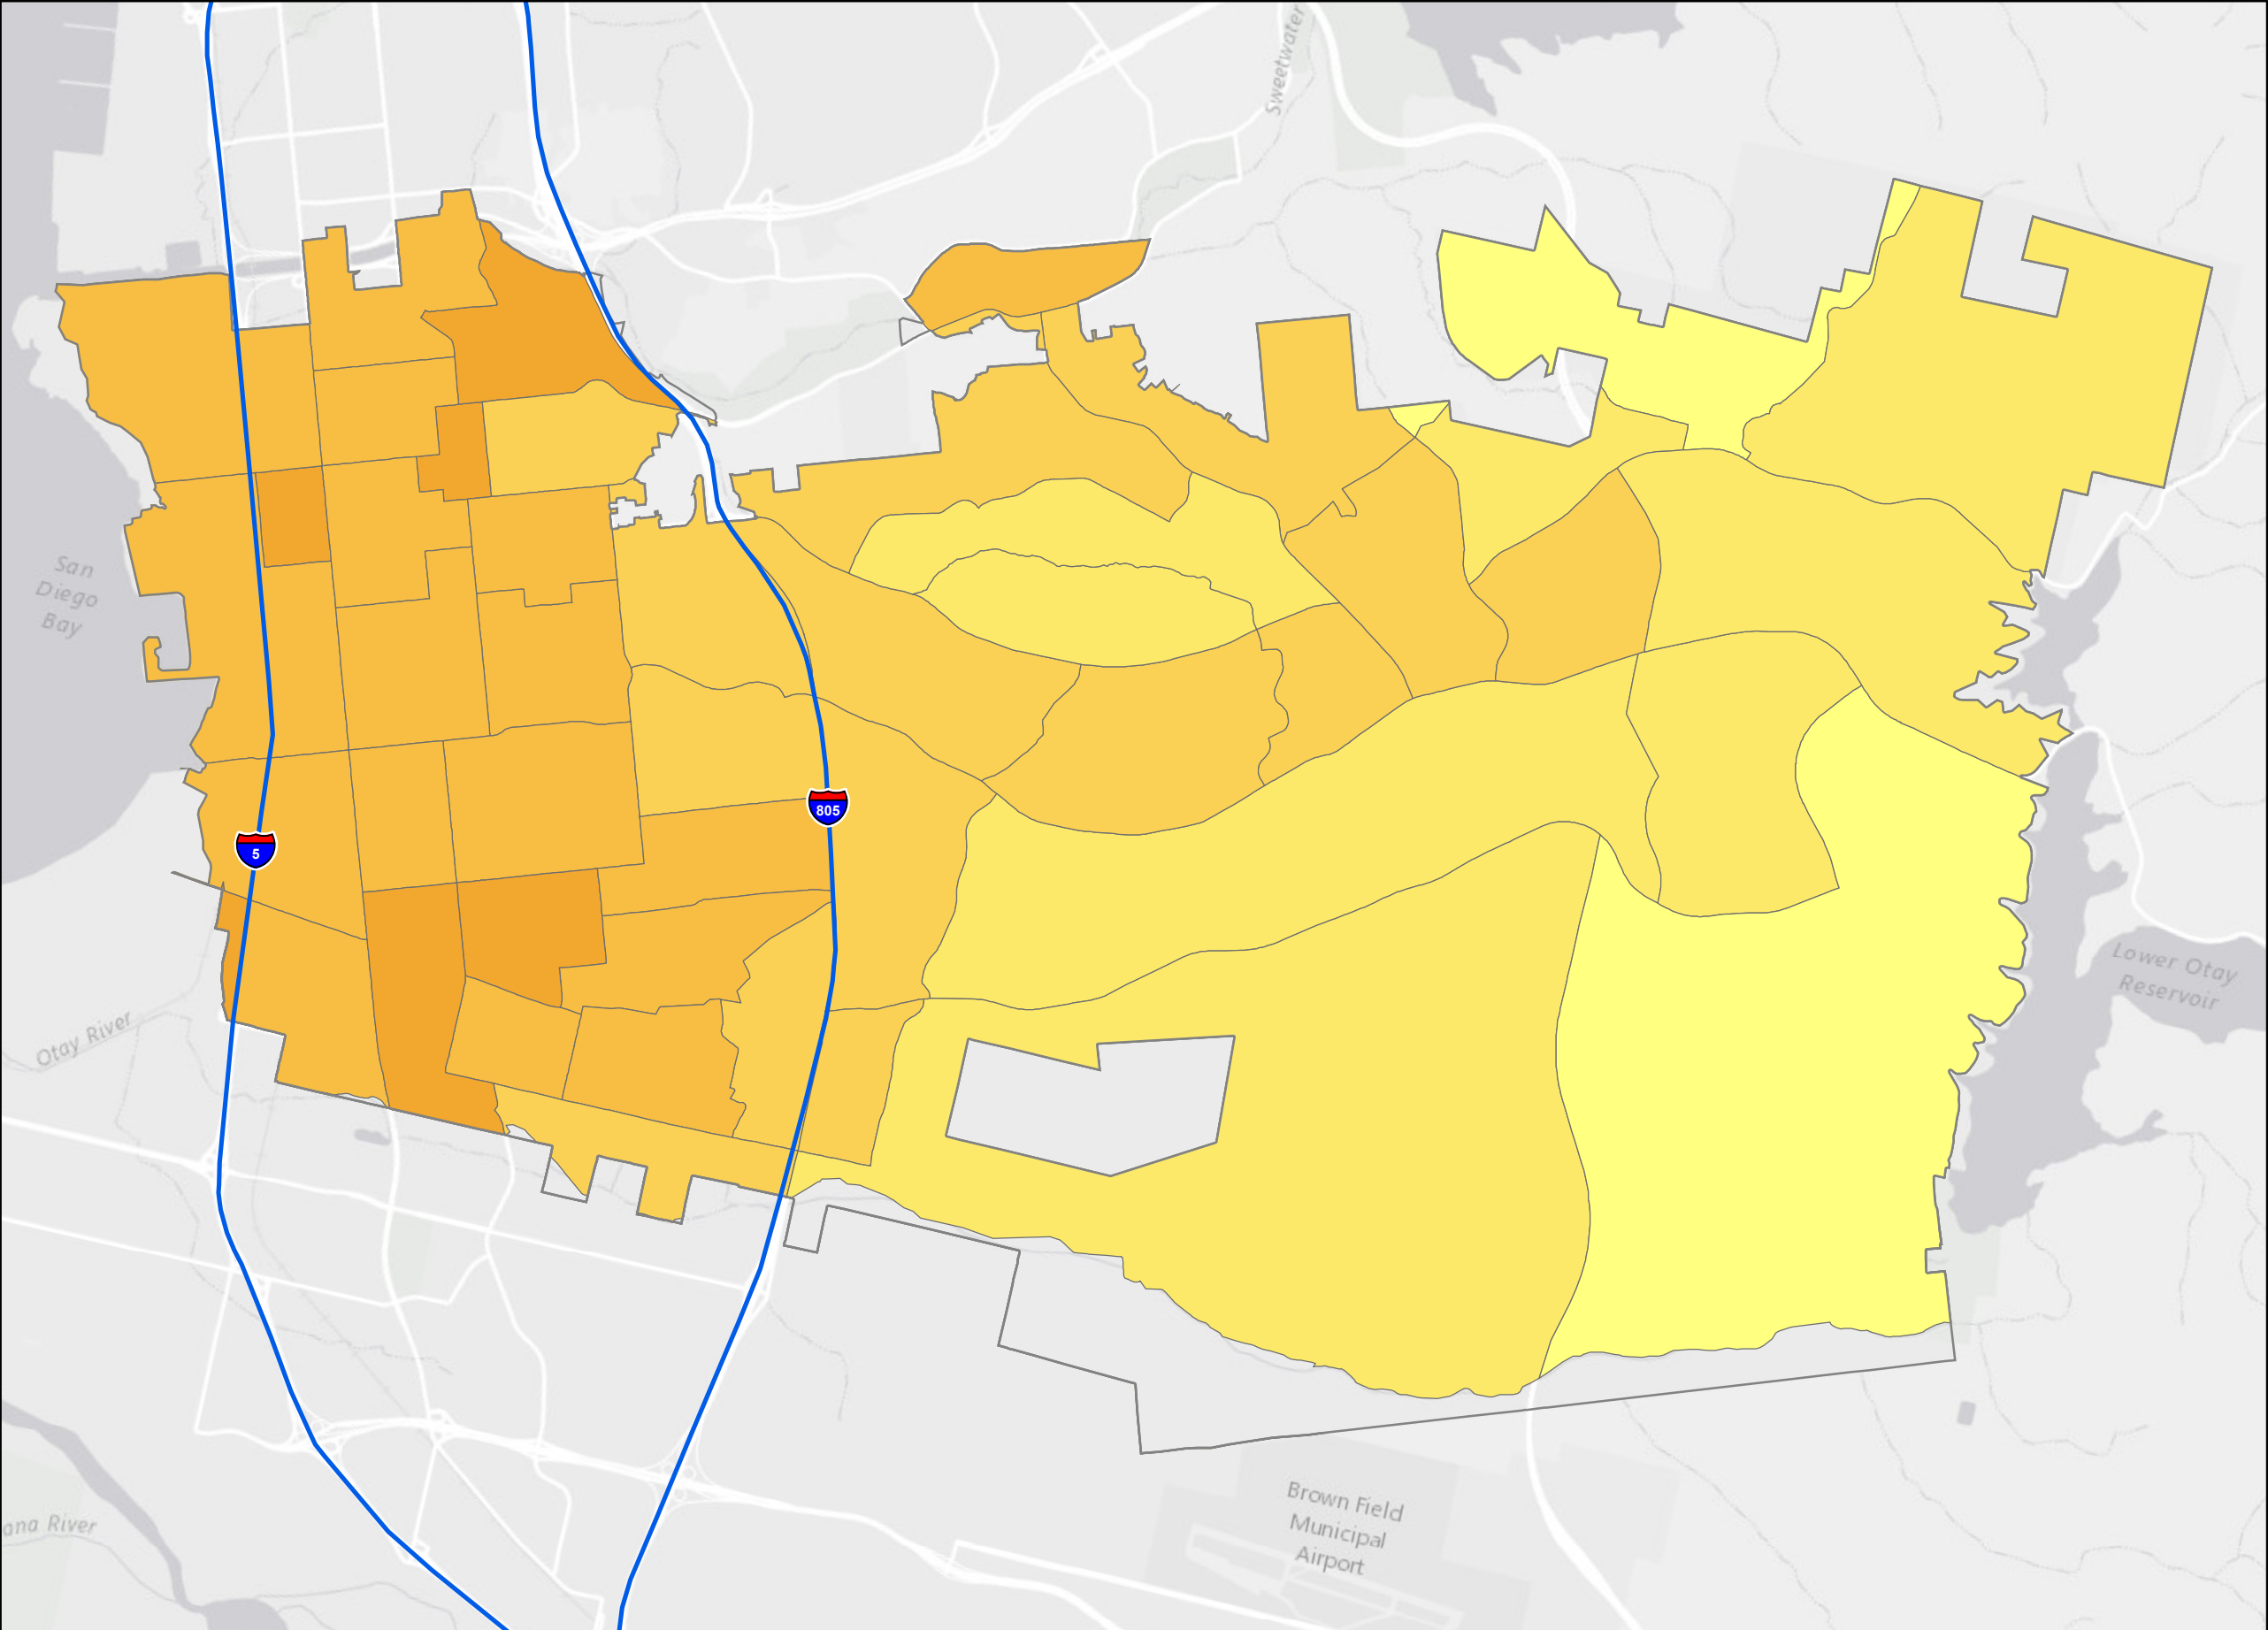 Sweetwater
San
Diego
Bay
805
5
Lower Otay
Reservoir
Otay River
Brown Field
Municipal
Airport
ana River